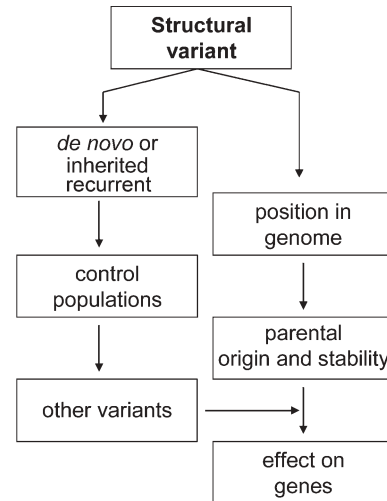 Structural
variant
de novo or
inherited
recurrent
position in
genome
control
populations
parental
origin and stability
other variants
effect on
genes